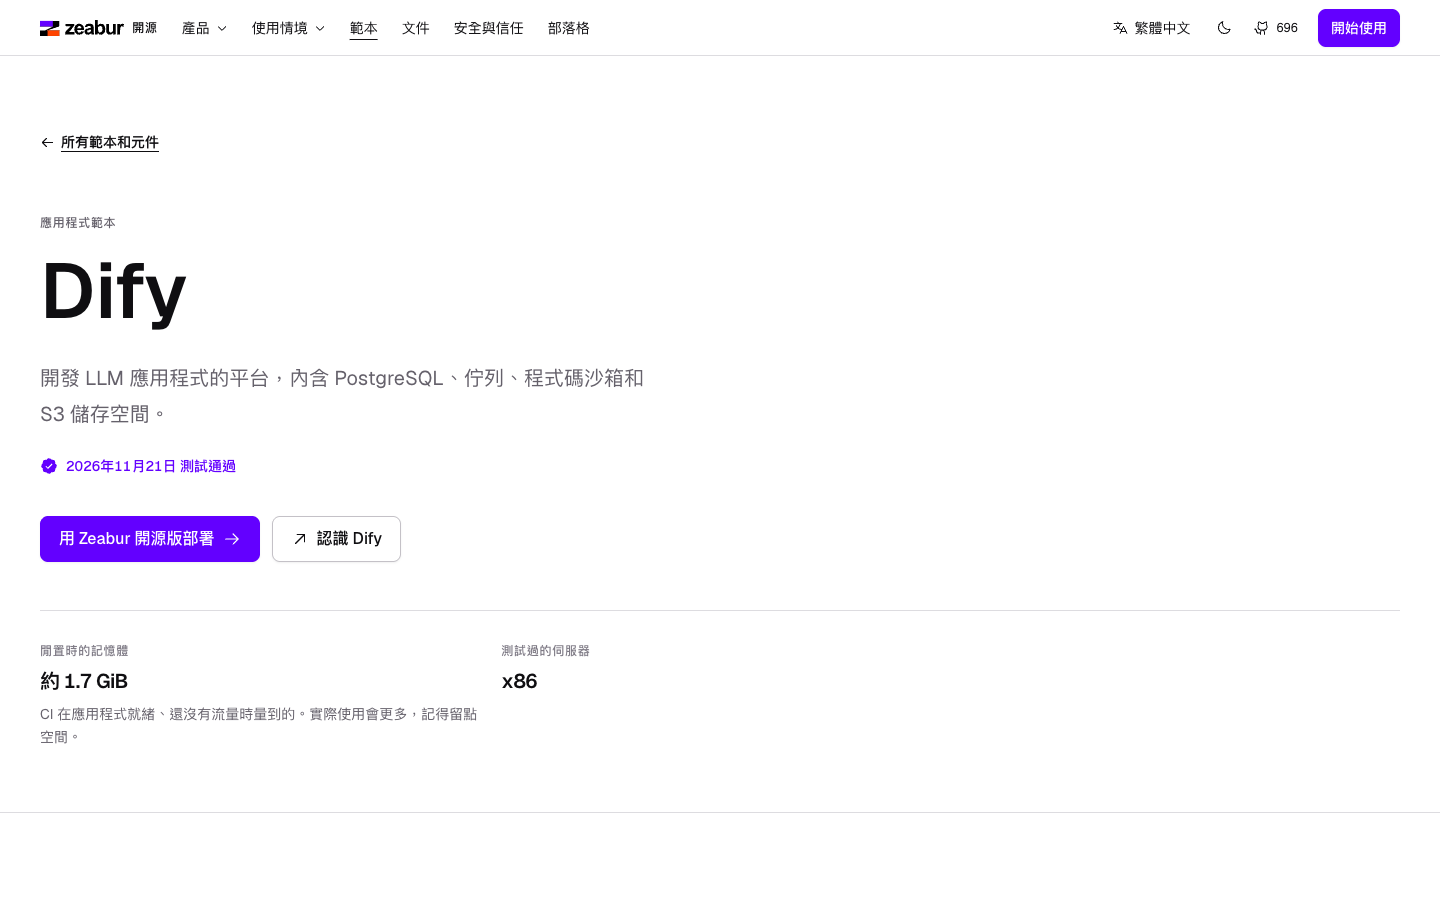 zeabur 開源 產品 使用情境 範本 文件 安全與信任 部落格 繁體中文 696 開始使用
← 所有範本和元件
應用程式範本
Dify
開發 LLM 應用程式的平台，內含 PostgreSQL、佇列、程式碼沙箱和
S3 儲存空間。
2026年11月21日 測試通過
用 Zeabur 開源版部署 → ↗ 認識 Dify
閒置時的記憶體 測試過的伺服器
約 1.7 GiB x86
CI 在應用程式就緒、還沒有流量時量到的。實際使用會更多，記得留點
空間。